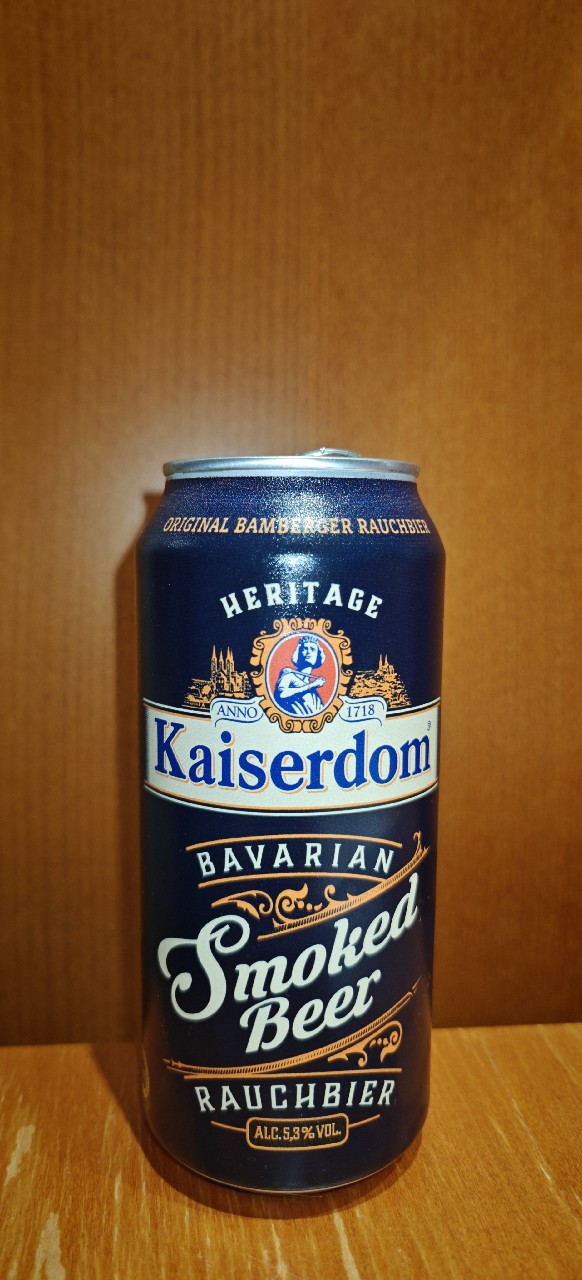 ORIGINAL BAMBERGER RAUCHBIER
HERITAGE
ANNO 1718
Kaiserdom®
BAVARIAN
Smoked
Beer
RAUCHBIER
ALC. 5,3% VOL.